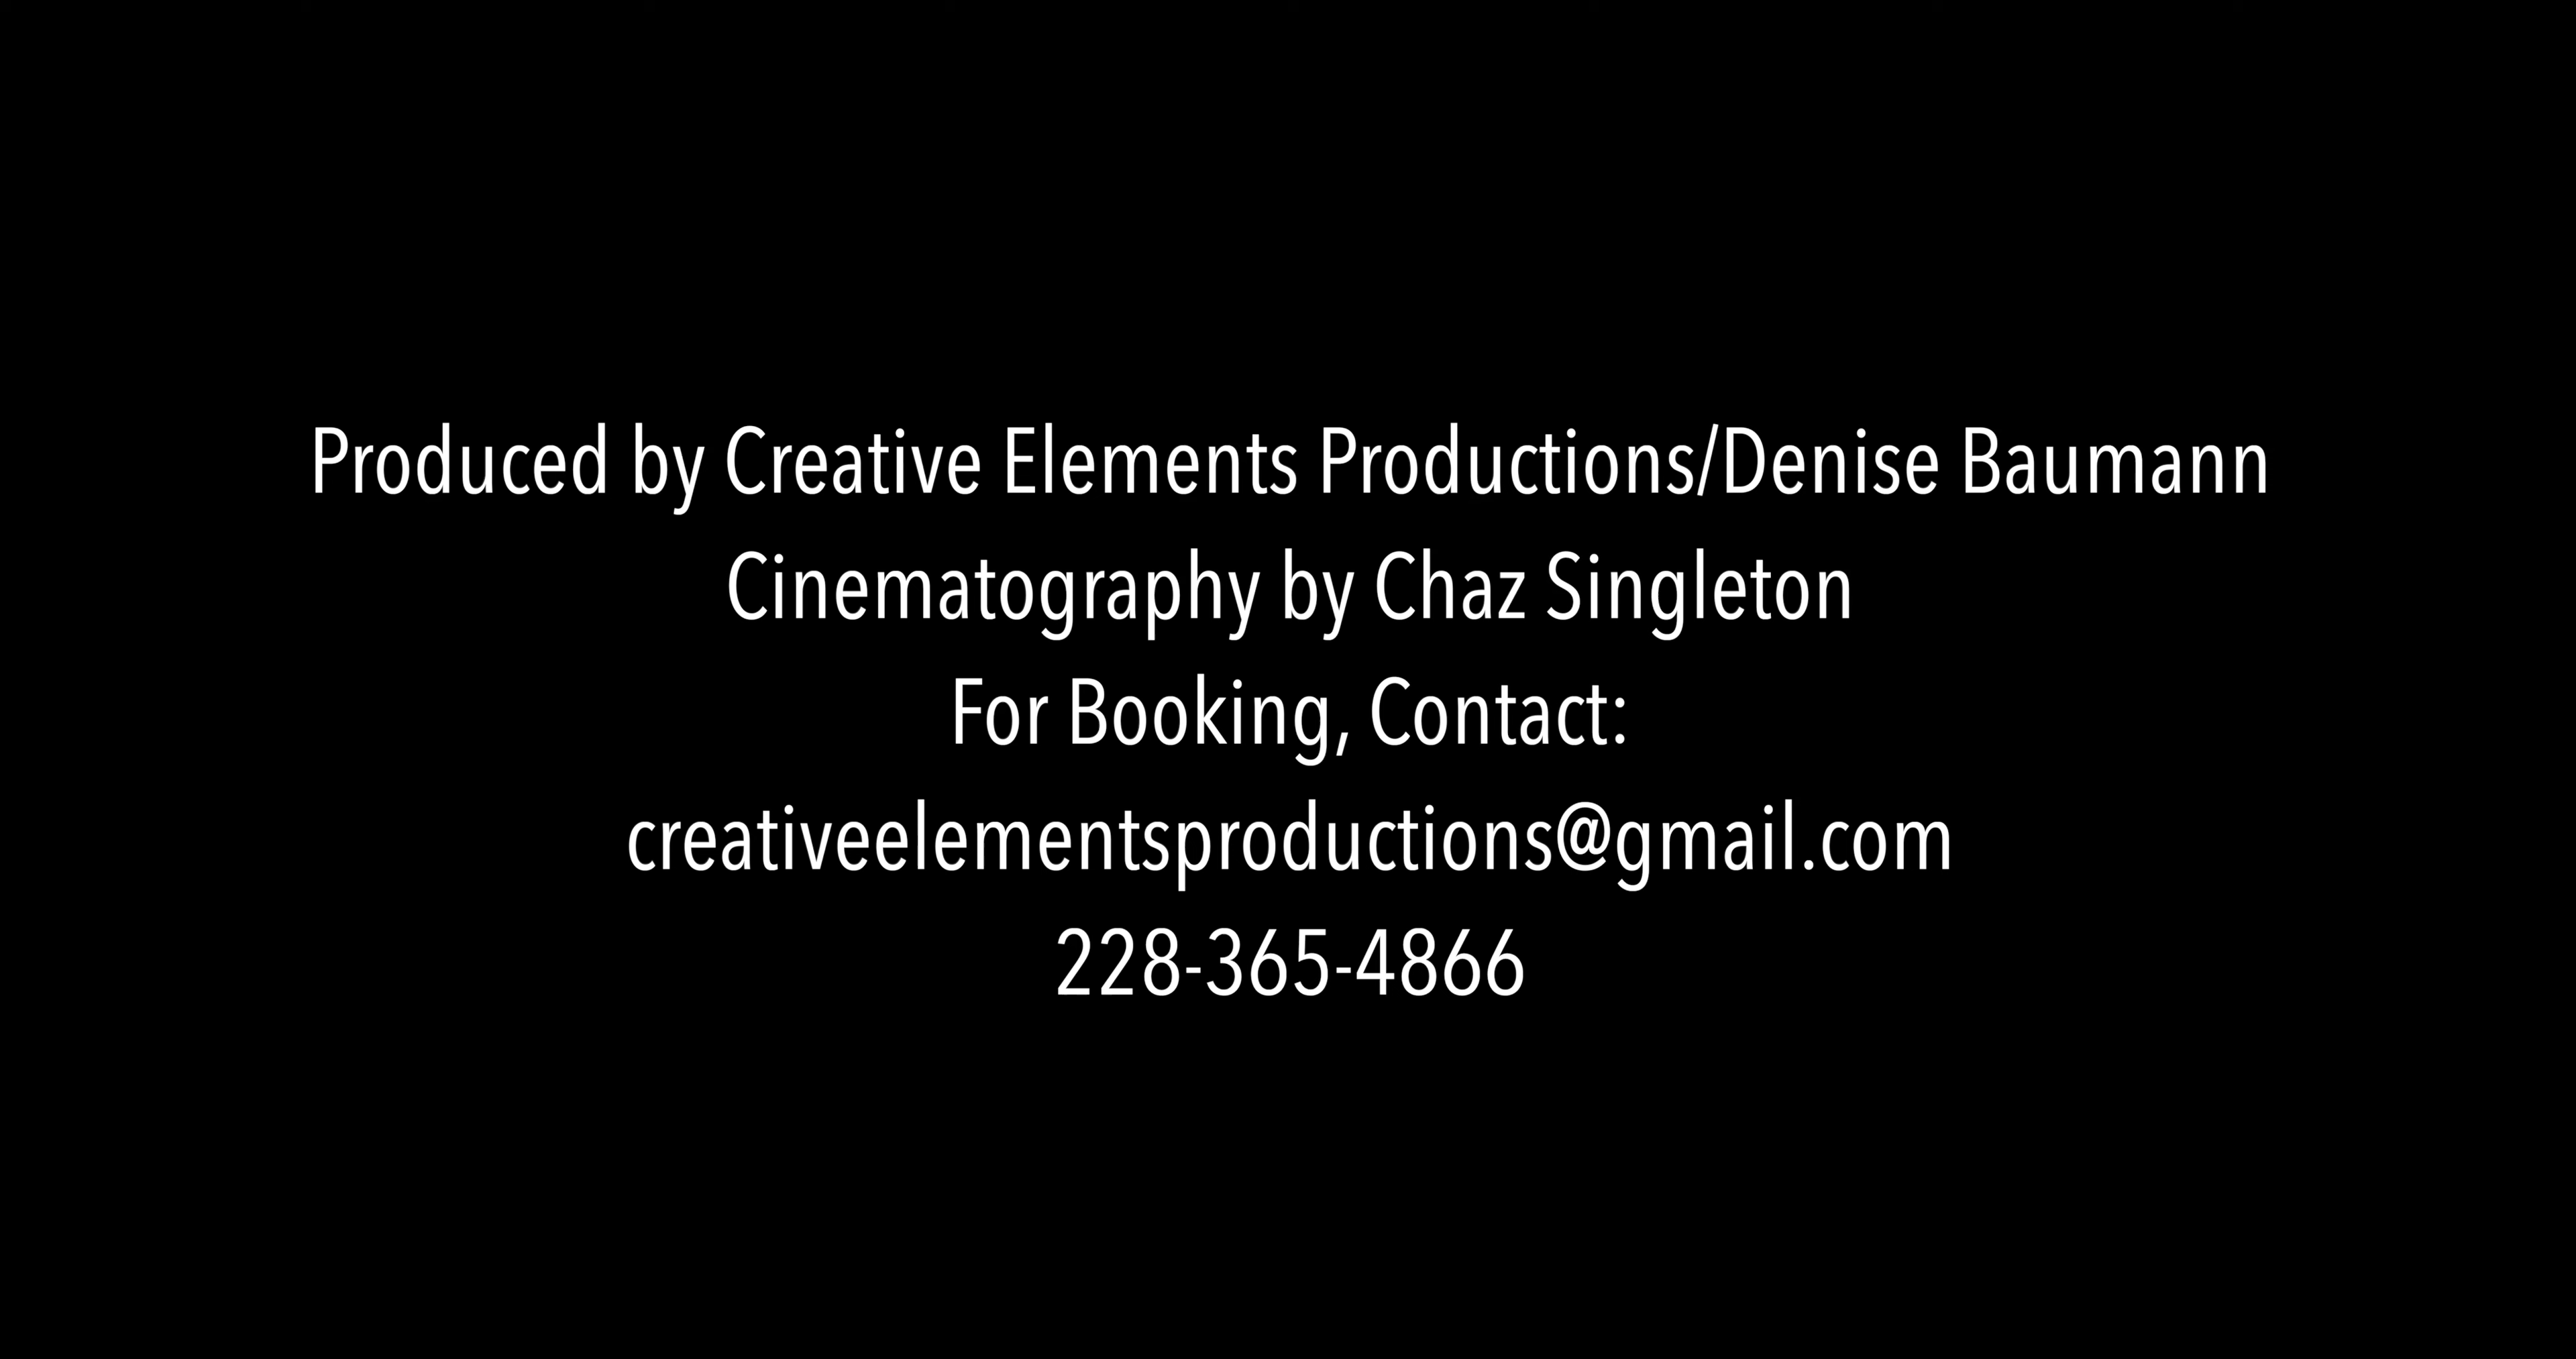 Produced by Creative Elements Productions/Denise Baumann
Cinematography by Chaz Singleton
For Booking, Contact:
creativeelementsproductions@gmail.com
228-365-4866